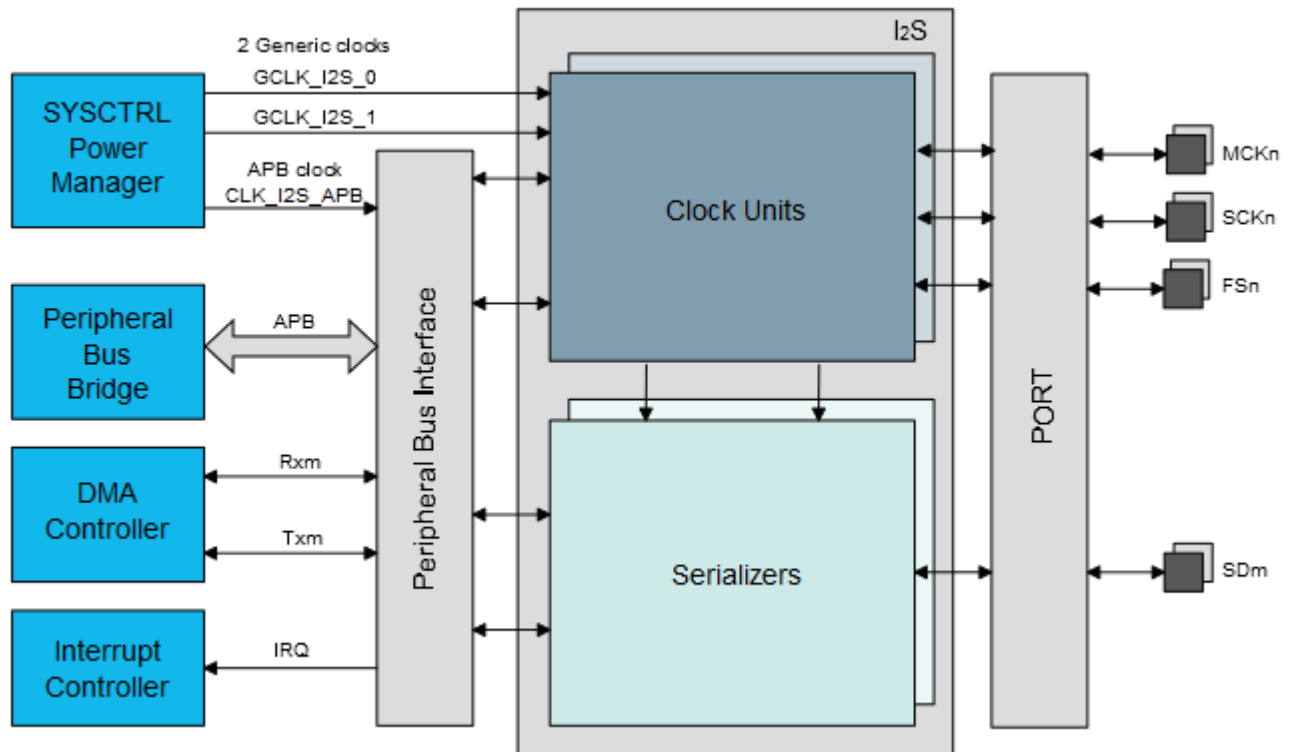 I2S
2 Generic clocks
GCLK_I2S_0
GCLK_I2S_1
SYSCTRL
Power
Manager
APB clock
CLK_I2S_APB
Clock Units
MCKn
SCKn
FSn
Peripheral
Bus
Bridge
APB
Peripheral Bus Interface
PORT
DMA
Controller
Rxm
Txm
Serializers
SDm
Interrupt
Controller
IRQ